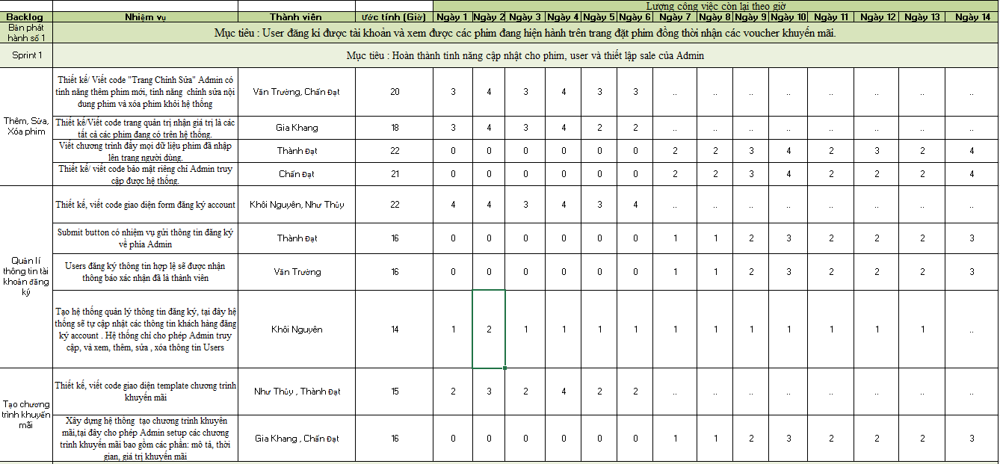 Lượng công việc còn lại theo giờ
Backlog Nhiệm vụ Thành viên ước tính (Giờ) Ngày 1 Ngày 2 Ngày 3 Ngày 4 Ngày 5 Ngày 6 Ngày 7 Ngày 8 Ngày 9 Ngày 10 Ngày 11 Ngày 12 Ngày 13 Ngày 14
Bản phát
hành số 1
Mục tiêu : User đăng kí được tài khoản và xem được các phim đang hiện hành trên trang đặt phim đồng thời nhận các voucher khuyến mãi.
Sprint 1
Mục tiêu : Hoàn thành tính năng cập nhật cho phim, user và thiết lập sale của Admin
Thêm, Sửa,
Xóa phim
Thiết kế/ Viết code "Trang Chỉnh Sửa" Admin có
tính năng thêm phim mới, tính năng chỉnh sửa nội
dung phim và xóa phim khỏi hệ thống
Văn Trường, Chấn Đạt 20 3 4 3 4 3 3 .. .. .. .. .. .. .. ..
Thiết kế/Viết code trang quản trị nhận giá trị là các
tất cả các phim đang có trên hệ thống.
Gia Khang 18 3 4 3 4 2 2 .. .. .. .. .. .. .. ..
Viết chương trình đẩy mọi dữ liệu phim đã nhập
lên trang người dùng.
Thành Đạt 22 0 0 0 0 0 0 2 2 3 4 2 3 2 4
Thiết kế/ viết code bảo mật riêng chỉ Admin truy
cập được hệ thống.
Chấn Đạt 21 0 0 0 0 0 0 2 2 3 4 2 2 2 4
Quản lí
thông tin tài
khoản đăng
ký
Thiết kế, viết code giao diện form đăng ký account
Khôi Nguyên, Như Thủy 22 4 4 3 4 3 4 .. .. .. .. .. .. .. ..
Submit button có nhiệm vụ gửi thông tin đăng ký
về phía Admin
Thành Đạt 16 0 0 0 0 0 0 1 1 2 3 2 2 2 3
Users đăng ký thông tin hợp lệ sẽ được nhận
thông báo xác nhận đã là thành viên
Văn Trường 16 0 0 0 0 0 0 1 1 2 3 2 2 2 3
Tạo hệ thống quản lý thông tin đăng ký, tại đây hệ
thống sẽ tự cập nhật các thông tin khách hàng đăng
ký account . Hệ thống chỉ cho phép Admin truy
cập, và xem, thêm, sửa , xóa thông tin Users
Khôi Nguyên 14 1 2 1 1 1 1 1 1 1 1 1 1 1 ..
Tạo chương
trình khuyến
mãi
Thiết kế, viết code giao diện template chương trình
khuyến mãi
Như Thủy , Thành Đạt 15 2 3 2 4 2 2 .. .. .. .. .. .. .. ..
Xây dựng hệ thông tạo chương trình khuyên
mãi,tại đây cho phép Admin setup các chương
trình khuyến mãi bao gồm các phần: mô tả, thời
gian, giá trị khuyến mãi
Gia Khang , Chấn Đạt 16 0 0 0 0 0 0 1 1 2 3 2 2 2 3